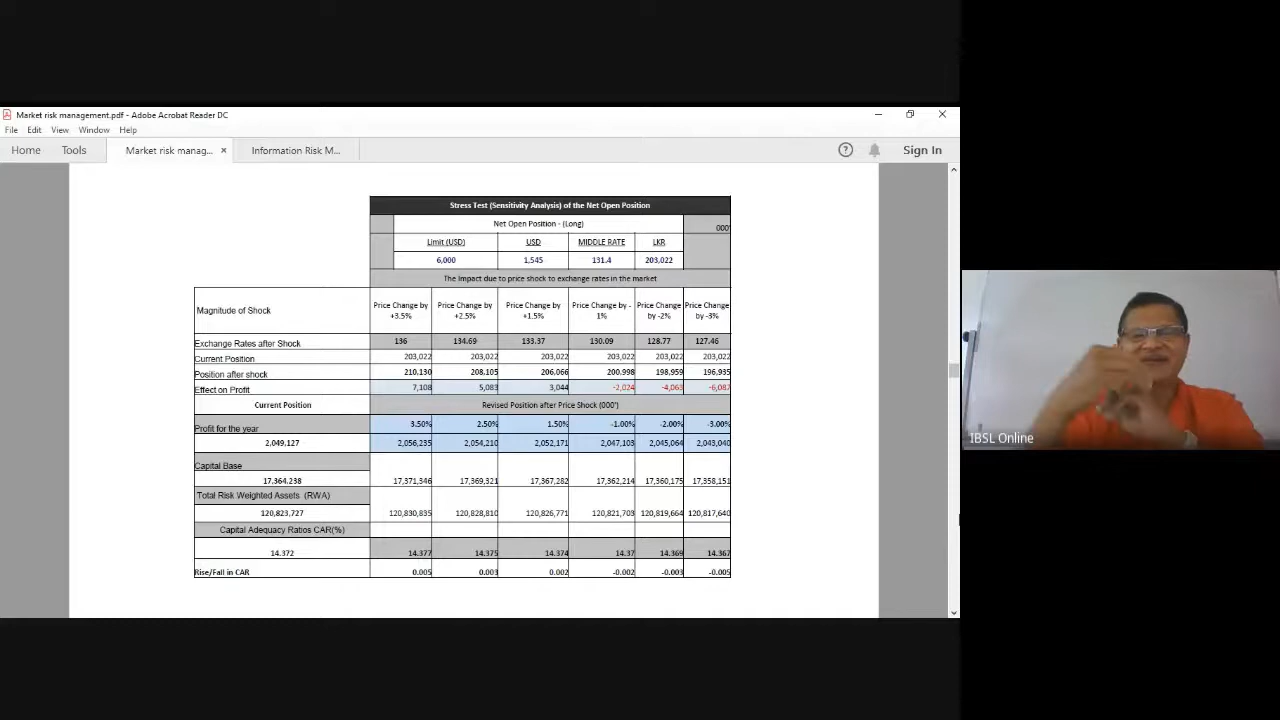 Market risk management.pdf - Adobe Acrobat Reader DC
File Edit View Window Help
Home Tools Market risk manag... × Information Risk M... Sign In
Stress Test (Sensitivity Analysis) of the Net Open Position
Net Open Position - (Long) 000'
Limit (USD) USD MIDDLE RATE LKR
6,000 1,545 131.4 203,022
The Impact due to price shock to exchange rates in the market
Magnitude of Shock Price Change by +3.5% Price Change by +2.5% Price Change by +1.5% Price Change by -1% Price Change by -2% Price Change by -3%
Exchange Rates after Shock 136 134.69 133.37 130.09 128.77 127.46
Current Position 203,022 203,022 203,022 203,022 203,022 203,022
Position after shock 210,130 208,105 206,066 200,998 198,959 196,935
Effect on Profit 7,108 5,083 3,044 -2,024 -4,063 -6,087
Current Position Revised Position after Price Shock (000')
Profit for the year 3.50% 2.50% 1.50% -1.00% -2.00% -3.00%
2,049,127 2,056,235 2,054,210 2,052,171 2,047,103 2,045,064 2,043,040
Capital Base
17,364,238 17,371,346 17,369,321 17,367,282 17,362,214 17,360,175 17,358,151
Total Risk Weighted Assets (RWA)
120,823,727 120,830,835 120,828,810 120,826,771 120,821,703 120,819,664 120,817,640
Capital Adequacy Ratios CAR(%)
14.372 14.377 14.375 14.374 14.37 14.369 14.367
Rise/Fall in CAR 0.005 0.003 0.002 -0.002 -0.003 -0.005
IBSL Online